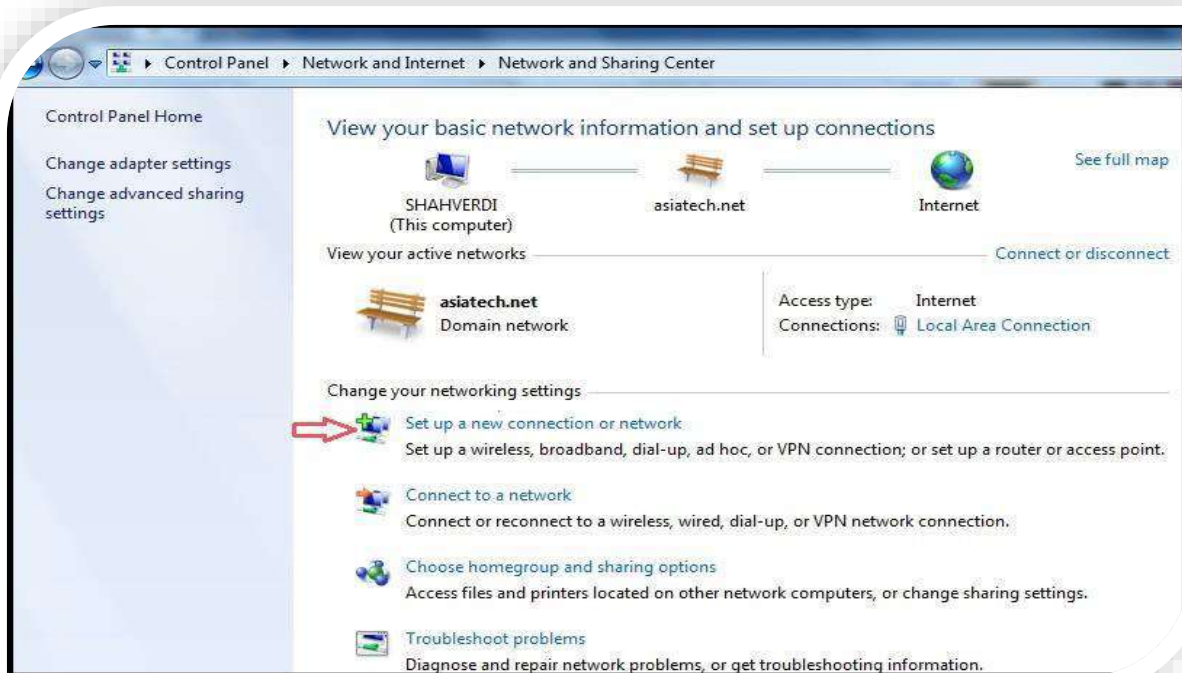 Control Panel Network and Internet Network and Sharing Center
Control Panel Home
Change adapter settings
Change advanced sharing
settings
View your basic network information and set up connections
See full map
SHAHVERDI
(This computer)
asiatech.net
Internet
View your active networks
Connect or disconnect
asiatech.net
Domain network
Access type: Internet
Connections: Local Area Connection
Change your networking settings
Set up a new connection or network
Set up a wireless, broadband, dial-up, ad hoc, or VPN connection; or set up a router or access point.
Connect to a network
Connect or reconnect to a wireless, wired, dial-up, or VPN network connection.
Choose homegroup and sharing options
Access files and printers located on other network computers, or change sharing settings.
Troubleshoot problems
Diagnose and repair network problems, or get troubleshooting information.